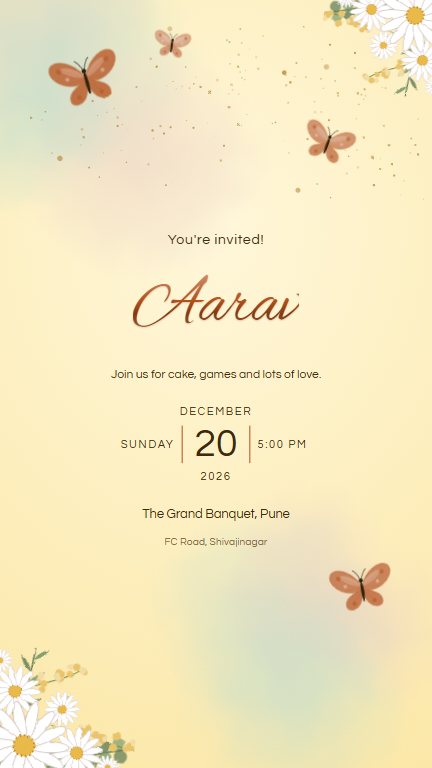 You're invited!
Aarav
Join us for cake, games and lots of love.
DECEMBER
SUNDAY 20 5:00 PM
2026
The Grand Banquet, Pune
FC Road, Shivajinagar